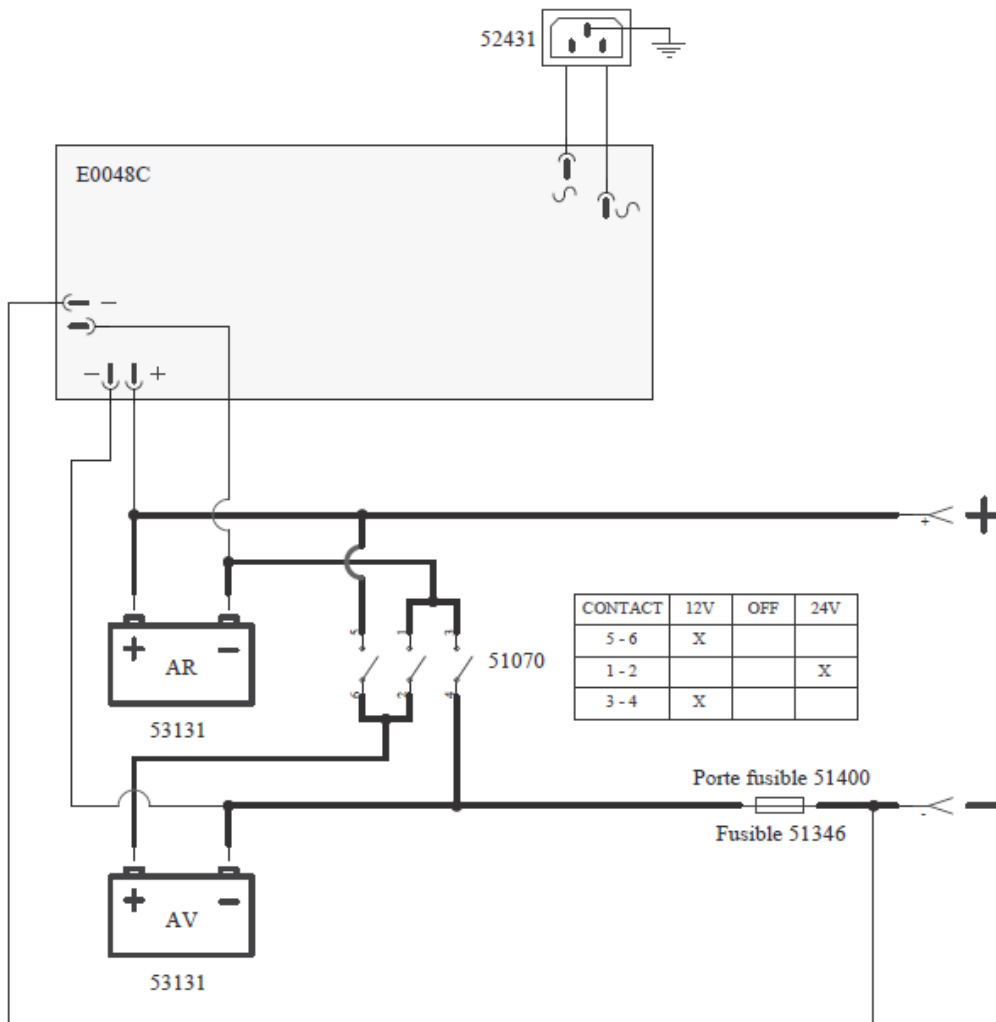 52431
E0048C
−
− +
+
CONTACT 12V OFF 24V
5 - 6 X
1 - 2 X
3 - 4 X
5 1 3
51070
+ −
AR
6 2 4
53131
Porte fusible 51400
-
Fusible 51346
+ −
AV
53131